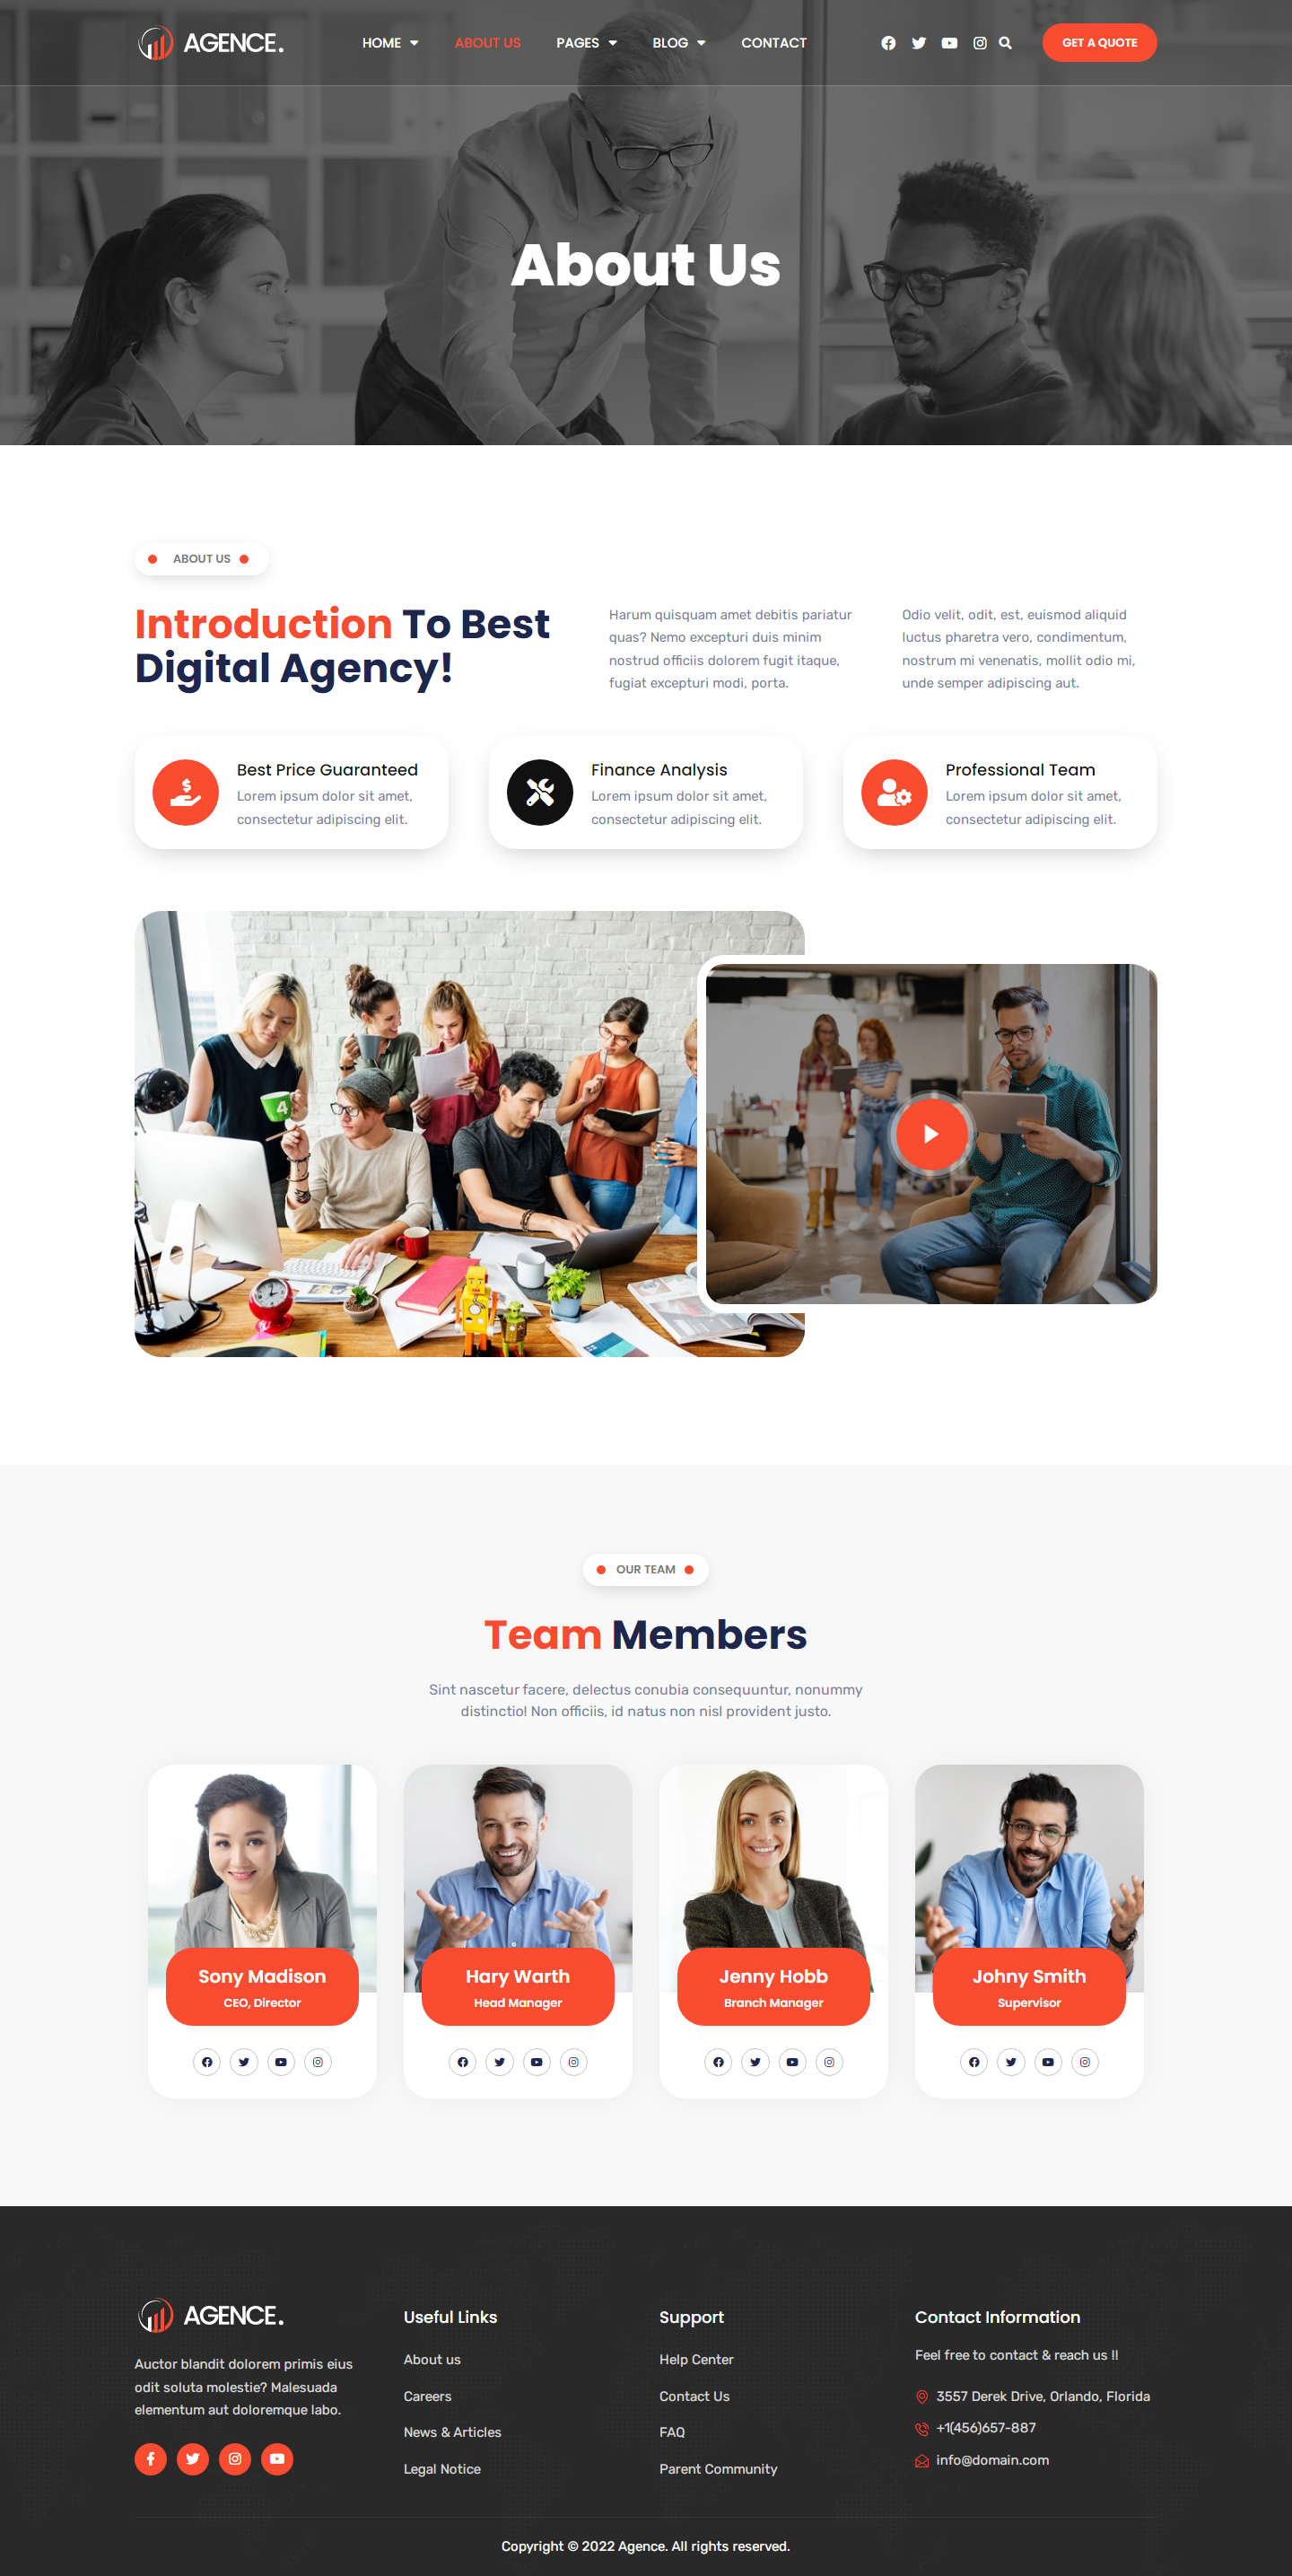 AGENCE.
HOME ABOUT US PAGES BLOG CONTACT
GET A QUOTE
About Us
ABOUT US
Introduction To Best
Digital Agency!
Harum quisquam amet debitis pariatur
quas? Nemo excepturi duis minim
nostrud officiis dolorem fugit itaque,
fugiat excepturi modi, porta.
Odio velit, odit, est, euismod aliquid
luctus pharetra vero, condimentum,
nostrum mi venenatis, mollit odio mi,
unde semper adipiscing aut.
Best Price Guaranteed
Lorem ipsum dolor sit amet,
consectetur adipiscing elit.
Finance Analysis
Lorem ipsum dolor sit amet,
consectetur adipiscing elit.
Professional Team
Lorem ipsum dolor sit amet,
consectetur adipiscing elit.
4
OUR TEAM
Team Members
Sint nascetur facere, delectus conubia consequuntur, nonummy
distinctio! Non officiis, id natus non nisl provident justo.
Sony Madison
CEO, Director
Hary Warth
Head Manager
Jenny Hobb
Branch Manager
Johny Smith
Supervisor
AGENCE.
Auctor blandit dolorem primis eius
odit soluta molestie? Malesuada
elementum aut doloremque labo.
Useful Links
About us
Careers
News & Articles
Legal Notice
Support
Help Center
Contact Us
FAQ
Parent Community
Contact Information
Feel free to contact & reach us !!
3557 Derek Drive, Orlando, Florida
+1(456)657-887
info@domain.com
Copyright © 2022 Agence. All rights reserved.